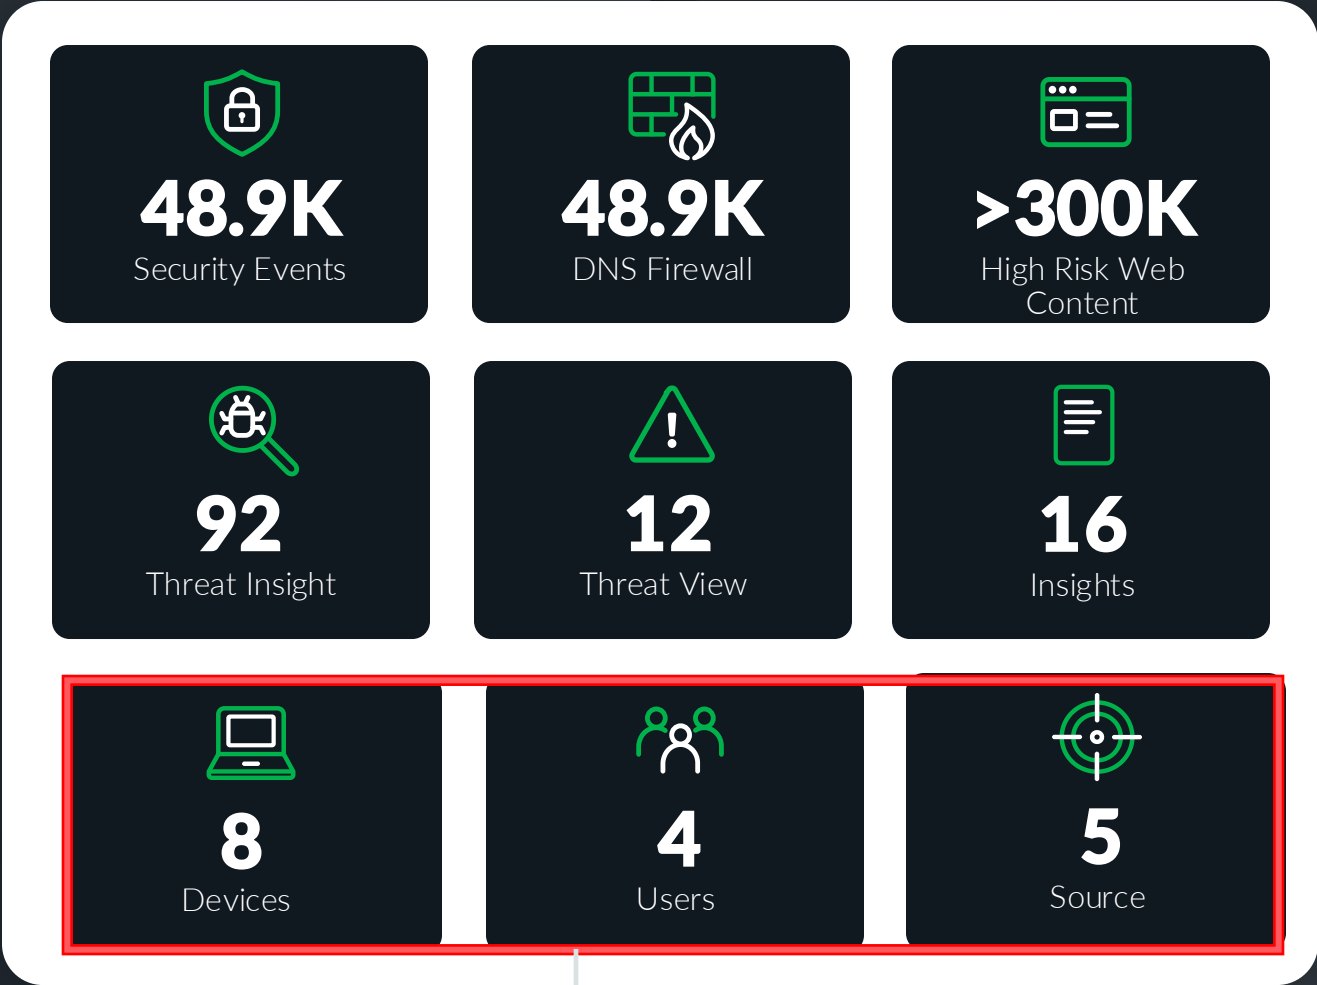 48.9K
Security Events
48.9K
DNS Firewall
>300K
High Risk Web
Content
92
Threat Insight
12
Threat View
16
Insights
8
Devices
4
Users
5
Source